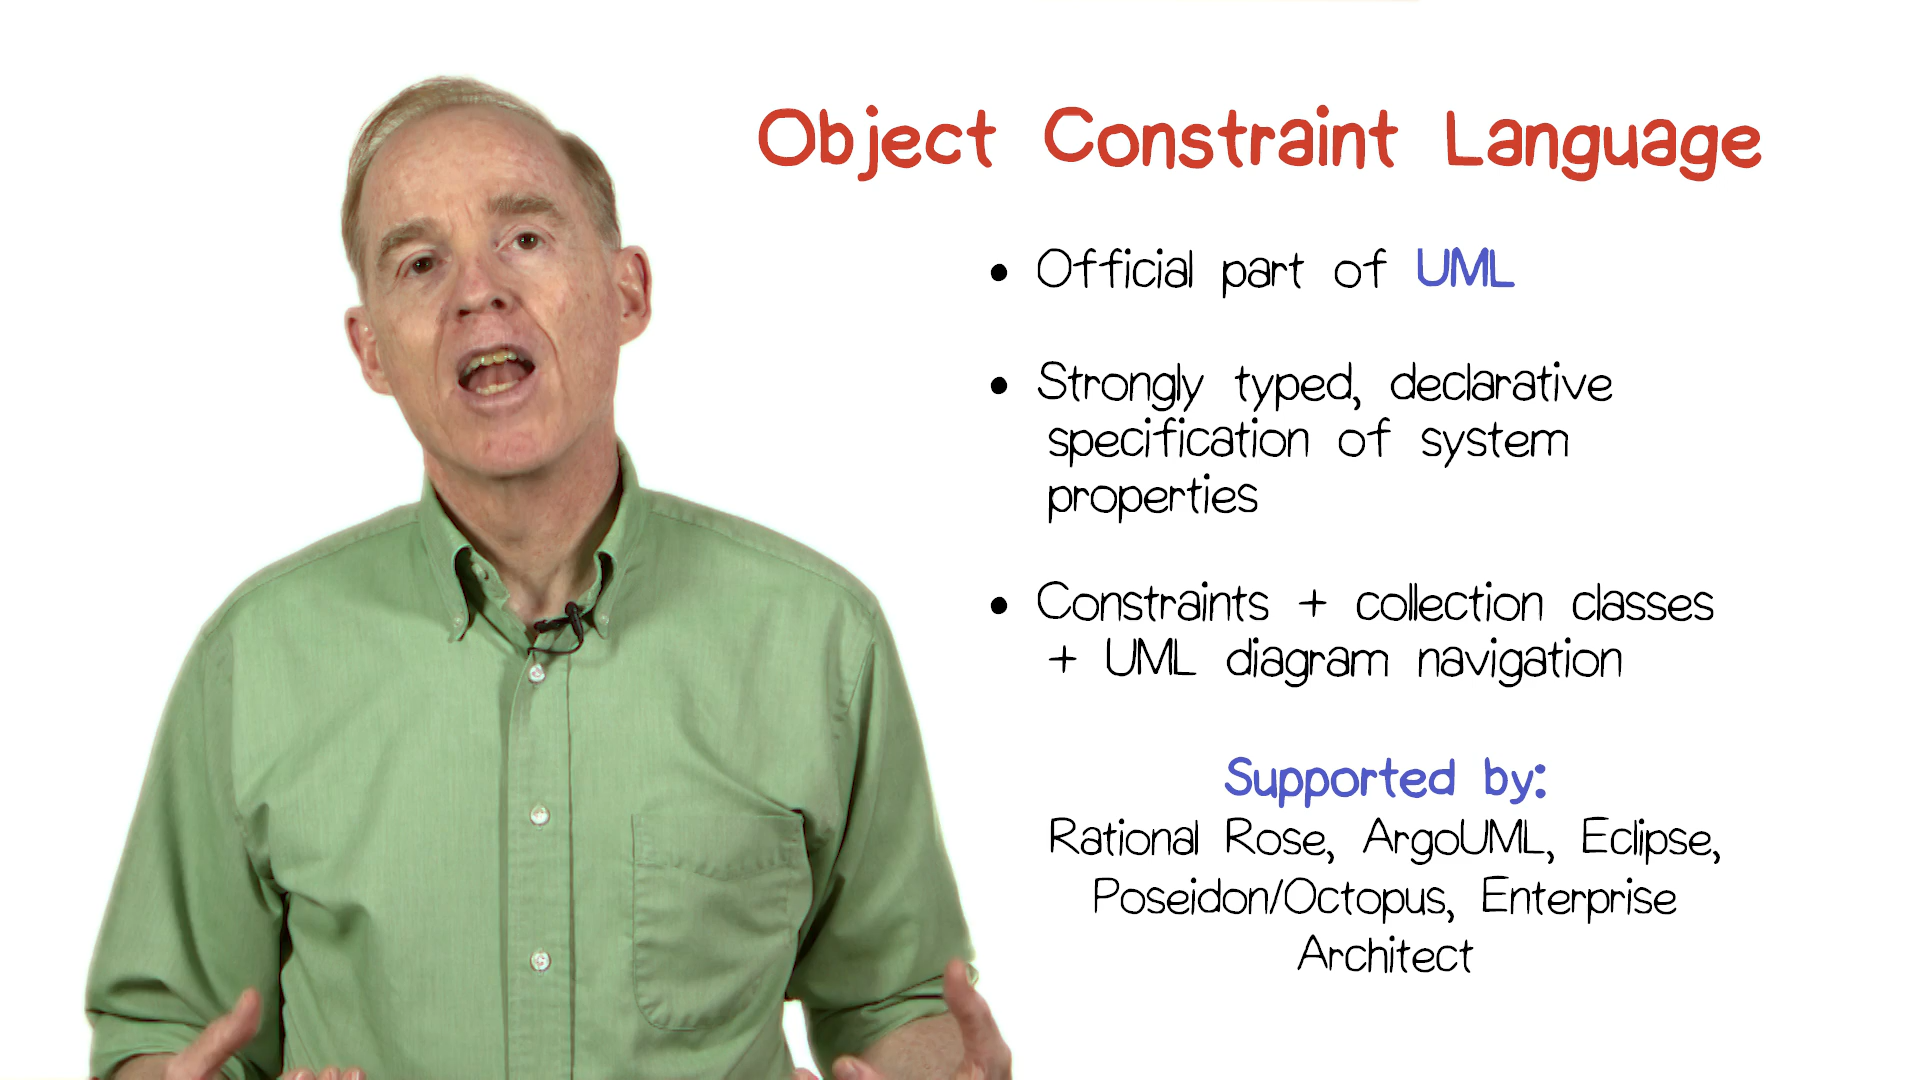 Object Constraint Language
• Official part of UML
• Strongly typed, declarative
specification of system
properties
• Constraints + collection classes
+ UML diagram navigation
Supported by:
Rational Rose, ArgoUML, Eclipse,
Poseidon/Octopus, Enterprise
Architect